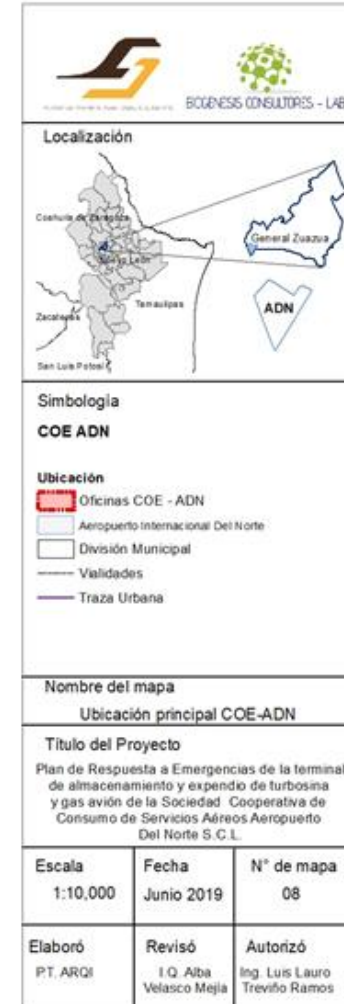 BIOGENESIS CONSULTORES - LAB
Localización
Coahuila de Zaragoza
Nuevo León
Tamaulipas
Zacatecas
San Luis Potosí
General Zuazua
ADN
Simbología
COE ADN
Ubicación
Oficinas COE - ADN
Aeropuerto Internacional Del Norte
División Municipal
Vialidades
Traza Urbana
Nombre del mapa
Ubicación principal COE-ADN
Título del Proyecto
Plan de Respuesta a Emergencias de la terminal
de almacenamiento y expendio de turbosina
y gas avión de la Sociedad Cooperativa de
Consumo de Servicios Aéreos Aeropuerto
Del Norte S.C.L.
Escala
1:10,000
Fecha
Junio 2019
N° de mapa
08
Elaboró
P.T. ARQI
Revisó
I.Q. Alba
Velasco Mejía
Autorizó
Ing. Luis Lauro
Treviño Ramos